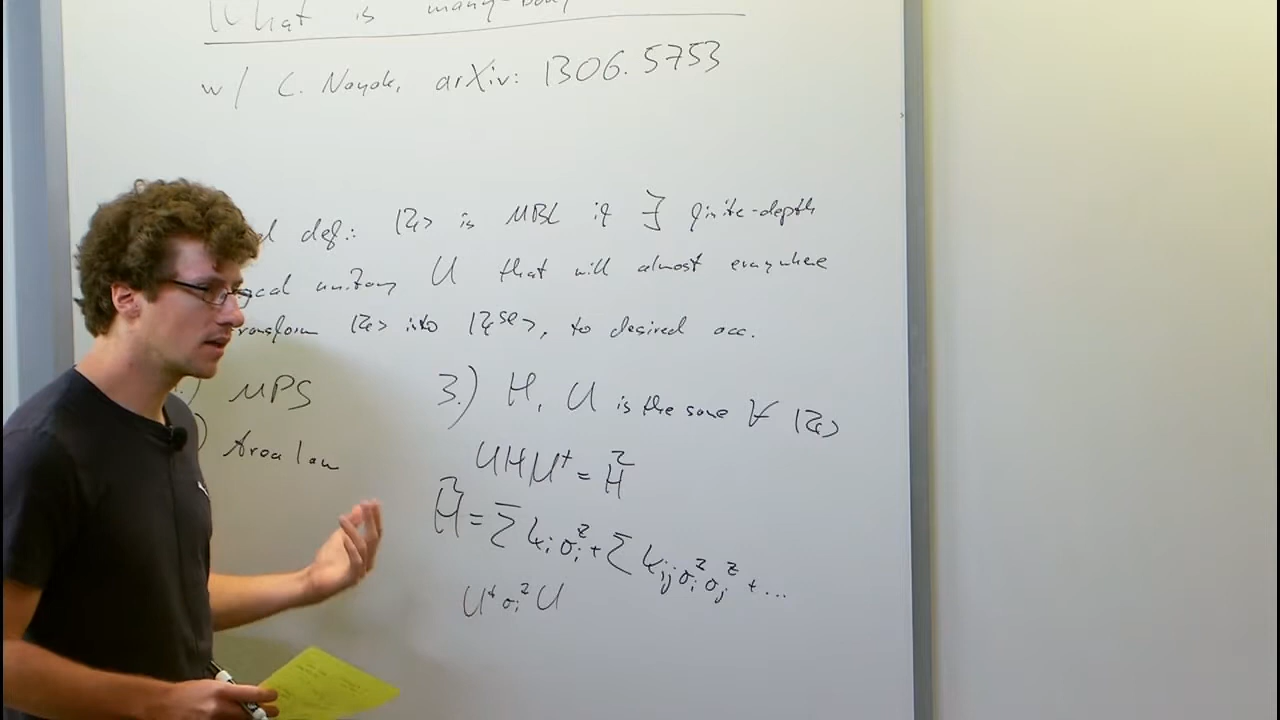 What is many-body
w/ C. Nayak, arXiv: 1306.5753
def.: |ψ> is MBL if ∃ finite-depth
unitary U that will almost everywhere
transform |ψ> into |ψ^{SD}>, to desired acc.
) MPS
) Area law
3.) H, U is the same ∀ |ψ>
UHU† = H̃
H̃ = Σ k_i σ_i^z + Σ k_ij σ_i^z σ_j^z + ...
U† σ_i^z U